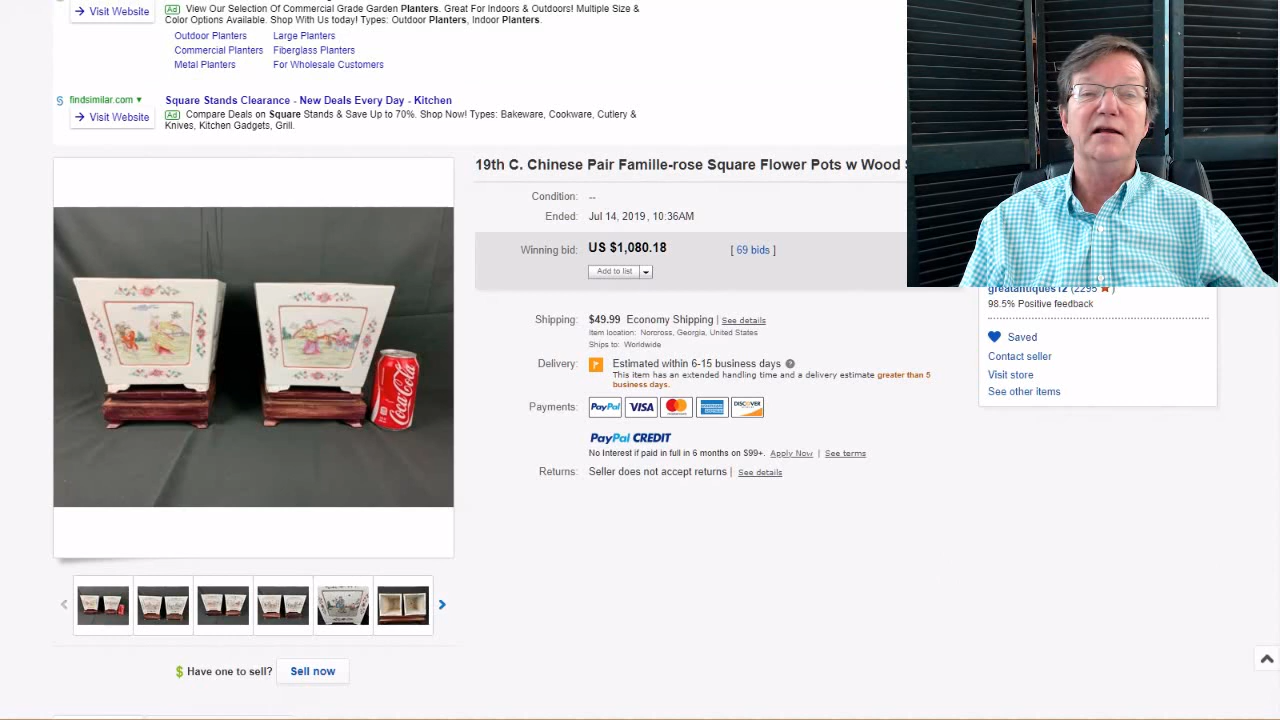 → Visit Website
Ad View Our Selection Of Commercial Grade Garden Planters. Great For Indoors & Outdoors! Multiple Size &
Color Options Available. Shop With Us today! Types: Outdoor Planters, Indoor Planters.
Outdoor Planters Large Planters
Commercial Planters Fiberglass Planters
Metal Planters For Wholesale Customers
findsimilar.com ▾ Square Stands Clearance - New Deals Every Day - Kitchen
→ Visit Website
Ad Compare Deals on Square Stands & Save Up to 70%. Shop Now! Types: Bakeware, Cookware, Cutlery &
Knives, Kitchen Gadgets, Grill.
19th C. Chinese Pair Famille-rose Square Flower Pots w Wood
Condition: --
Ended: Jul 14, 2019 , 10:36AM
Winning bid: US $1,080.18 [ 69 bids ]
Add to list
greatantiques12 (2295 ★)
98.5% Positive feedback
Saved
Contact seller
Visit store
See other items
Shipping: $49.99 Economy Shipping | See details
Item location: Norcross, Georgia, United States
Ships to: Worldwide
Delivery: Estimated within 6-15 business days ?
This item has an extended handling time and a delivery estimate greater than 5
business days.
Payments: PayPal VISA MasterCard AMERICAN EXPRESS DISCOVER
PayPal CREDIT
No Interest if paid in full in 6 months on $99+. Apply Now | See terms
Returns: Seller does not accept returns | See details
Coca-Cola
$ Have one to sell? Sell now